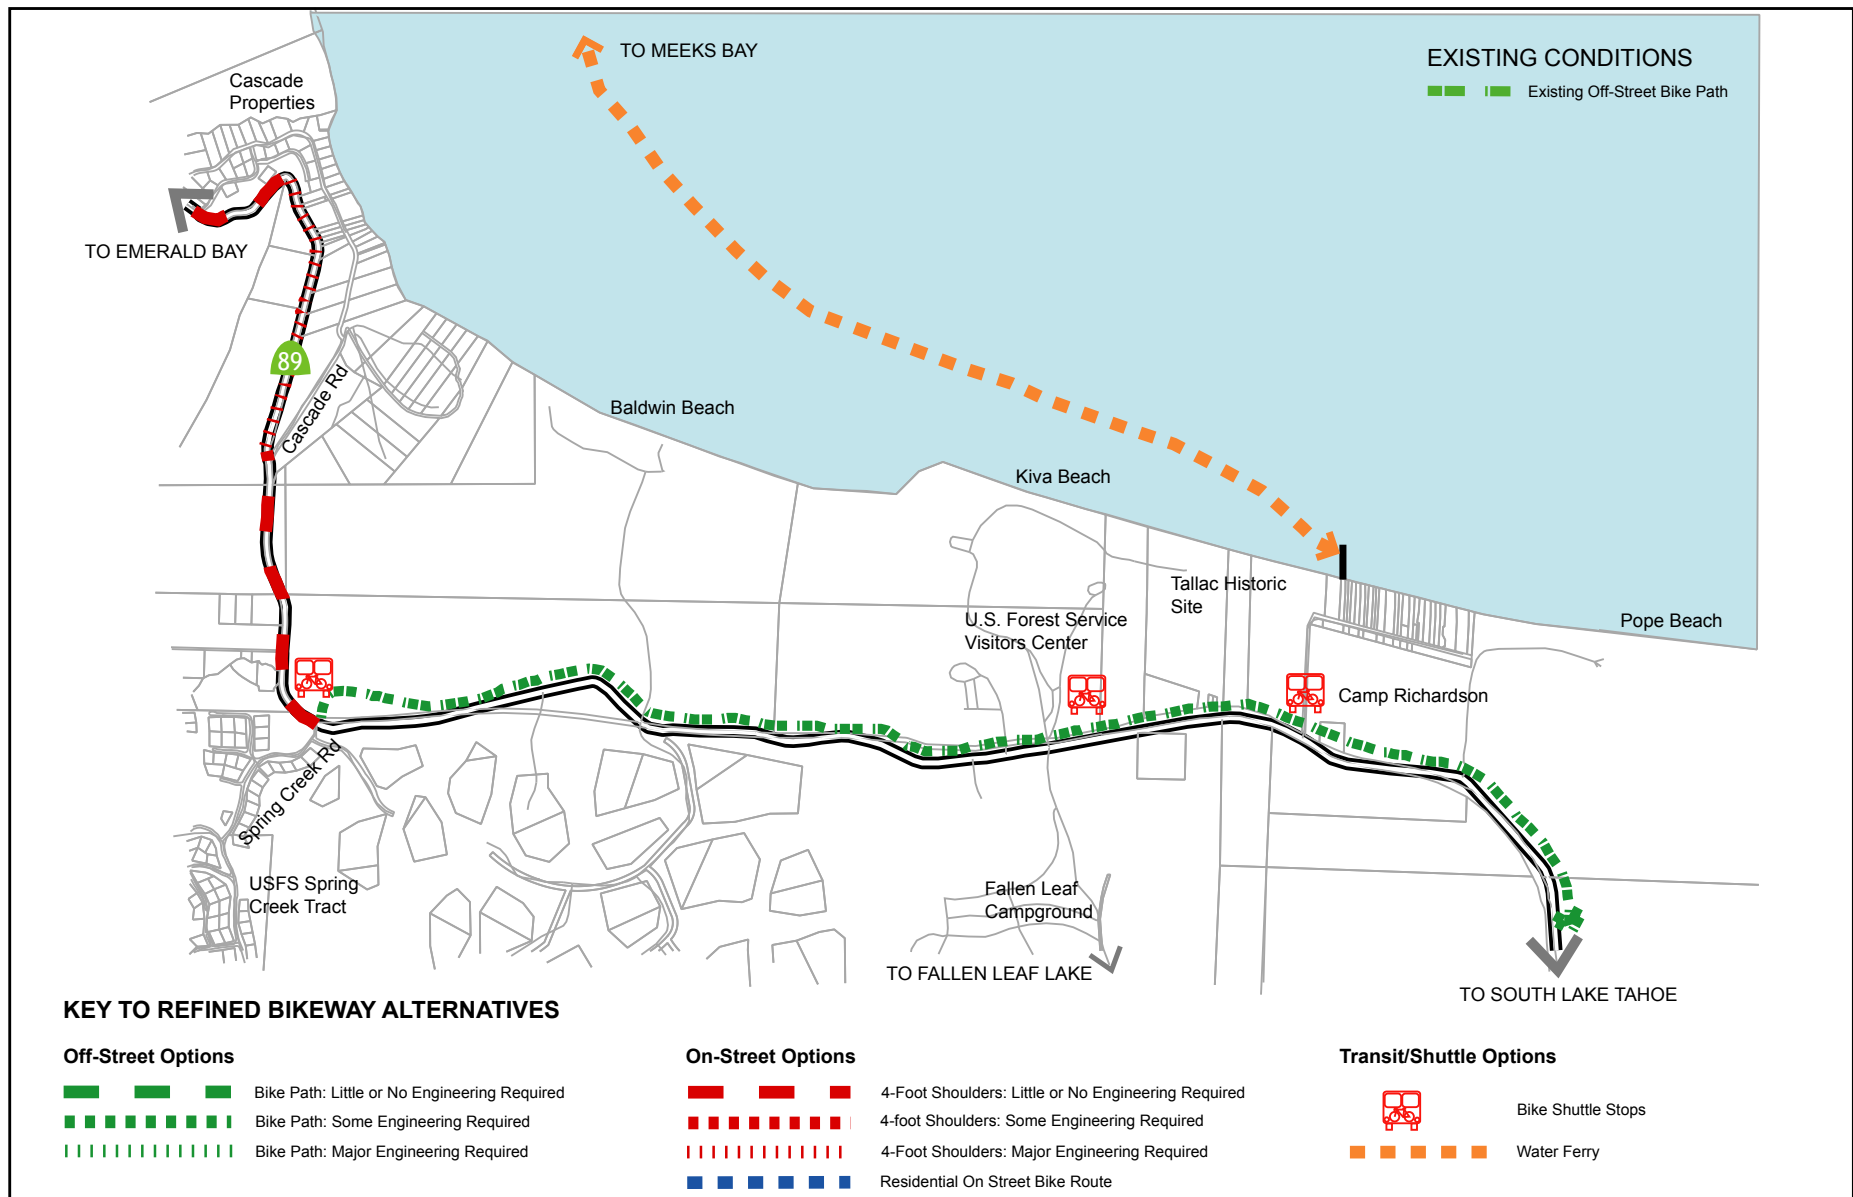 TO MEEKS BAY
EXISTING CONDITIONS
Existing Off-Street Bike Path
Cascade
Properties
TO EMERALD BAY
89
Cascade Rd
Baldwin Beach
Kiva Beach
Tallac Historic
Site
U.S. Forest Service
Visitors Center
Pope Beach
Camp Richardson
Spring Creek Rd
USFS Spring
Creek Tract
Fallen Leaf
Campground
TO FALLEN LEAF LAKE
TO SOUTH LAKE TAHOE
KEY TO REFINED BIKEWAY ALTERNATIVES
Off-Street Options
Bike Path: Little or No Engineering Required
Bike Path: Some Engineering Required
Bike Path: Major Engineering Required
On-Street Options
4-Foot Shoulders: Little or No Engineering Required
4-foot Shoulders: Some Engineering Required
4-Foot Shoulders: Major Engineering Required
Residential On Street Bike Route
Transit/Shuttle Options
Bike Shuttle Stops
Water Ferry